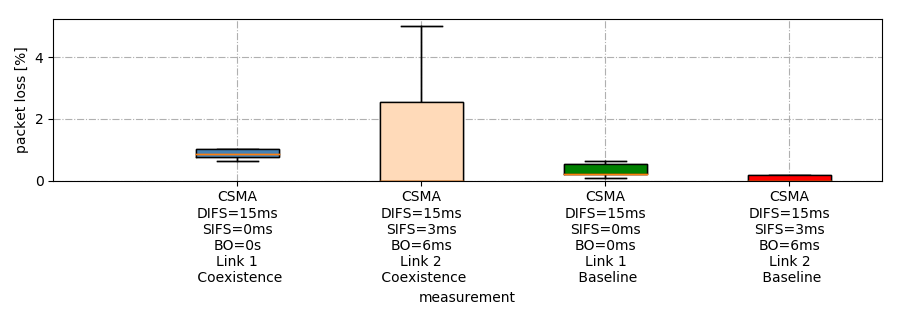 packet loss [%]
4
2
0
CSMA
DIFS=15ms
SIFS=0ms
BO=0s
Link 1
Coexistence
CSMA
DIFS=15ms
SIFS=3ms
BO=6ms
Link 2
Coexistence
CSMA
DIFS=15ms
SIFS=0ms
BO=0ms
Link 1
Baseline
CSMA
DIFS=15ms
SIFS=3ms
BO=6ms
Link 2
Baseline
measurement